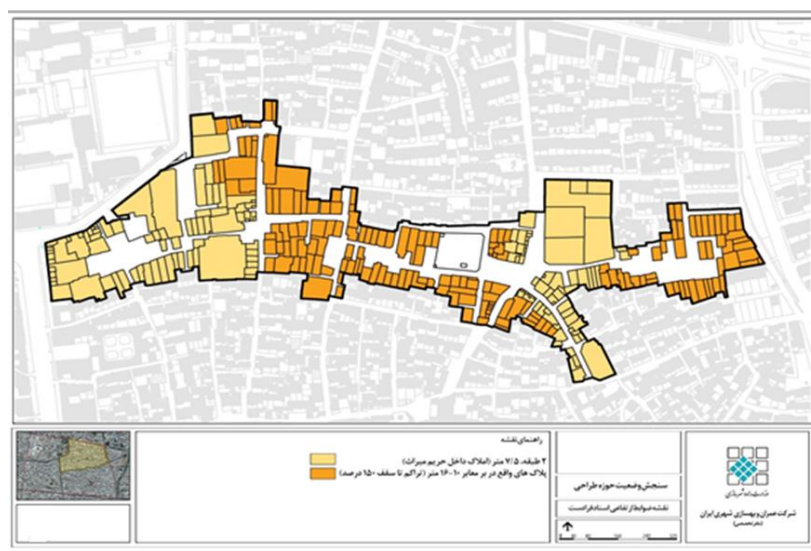 راهنمای نقشه
۲ طبقه، ۷/۵ متر (املاک داخل حریم میراث)
پلاک های واقع در بر معابر ۱۰-۱۶ متر (تراکم تا سقف ۱۵۰ درصد)
سنجش وضعیت حوزه طراحی
نقشه ضوابط ارتفاعی اسناد فرادست
شرکت عمران و بهسازی شهری ایران